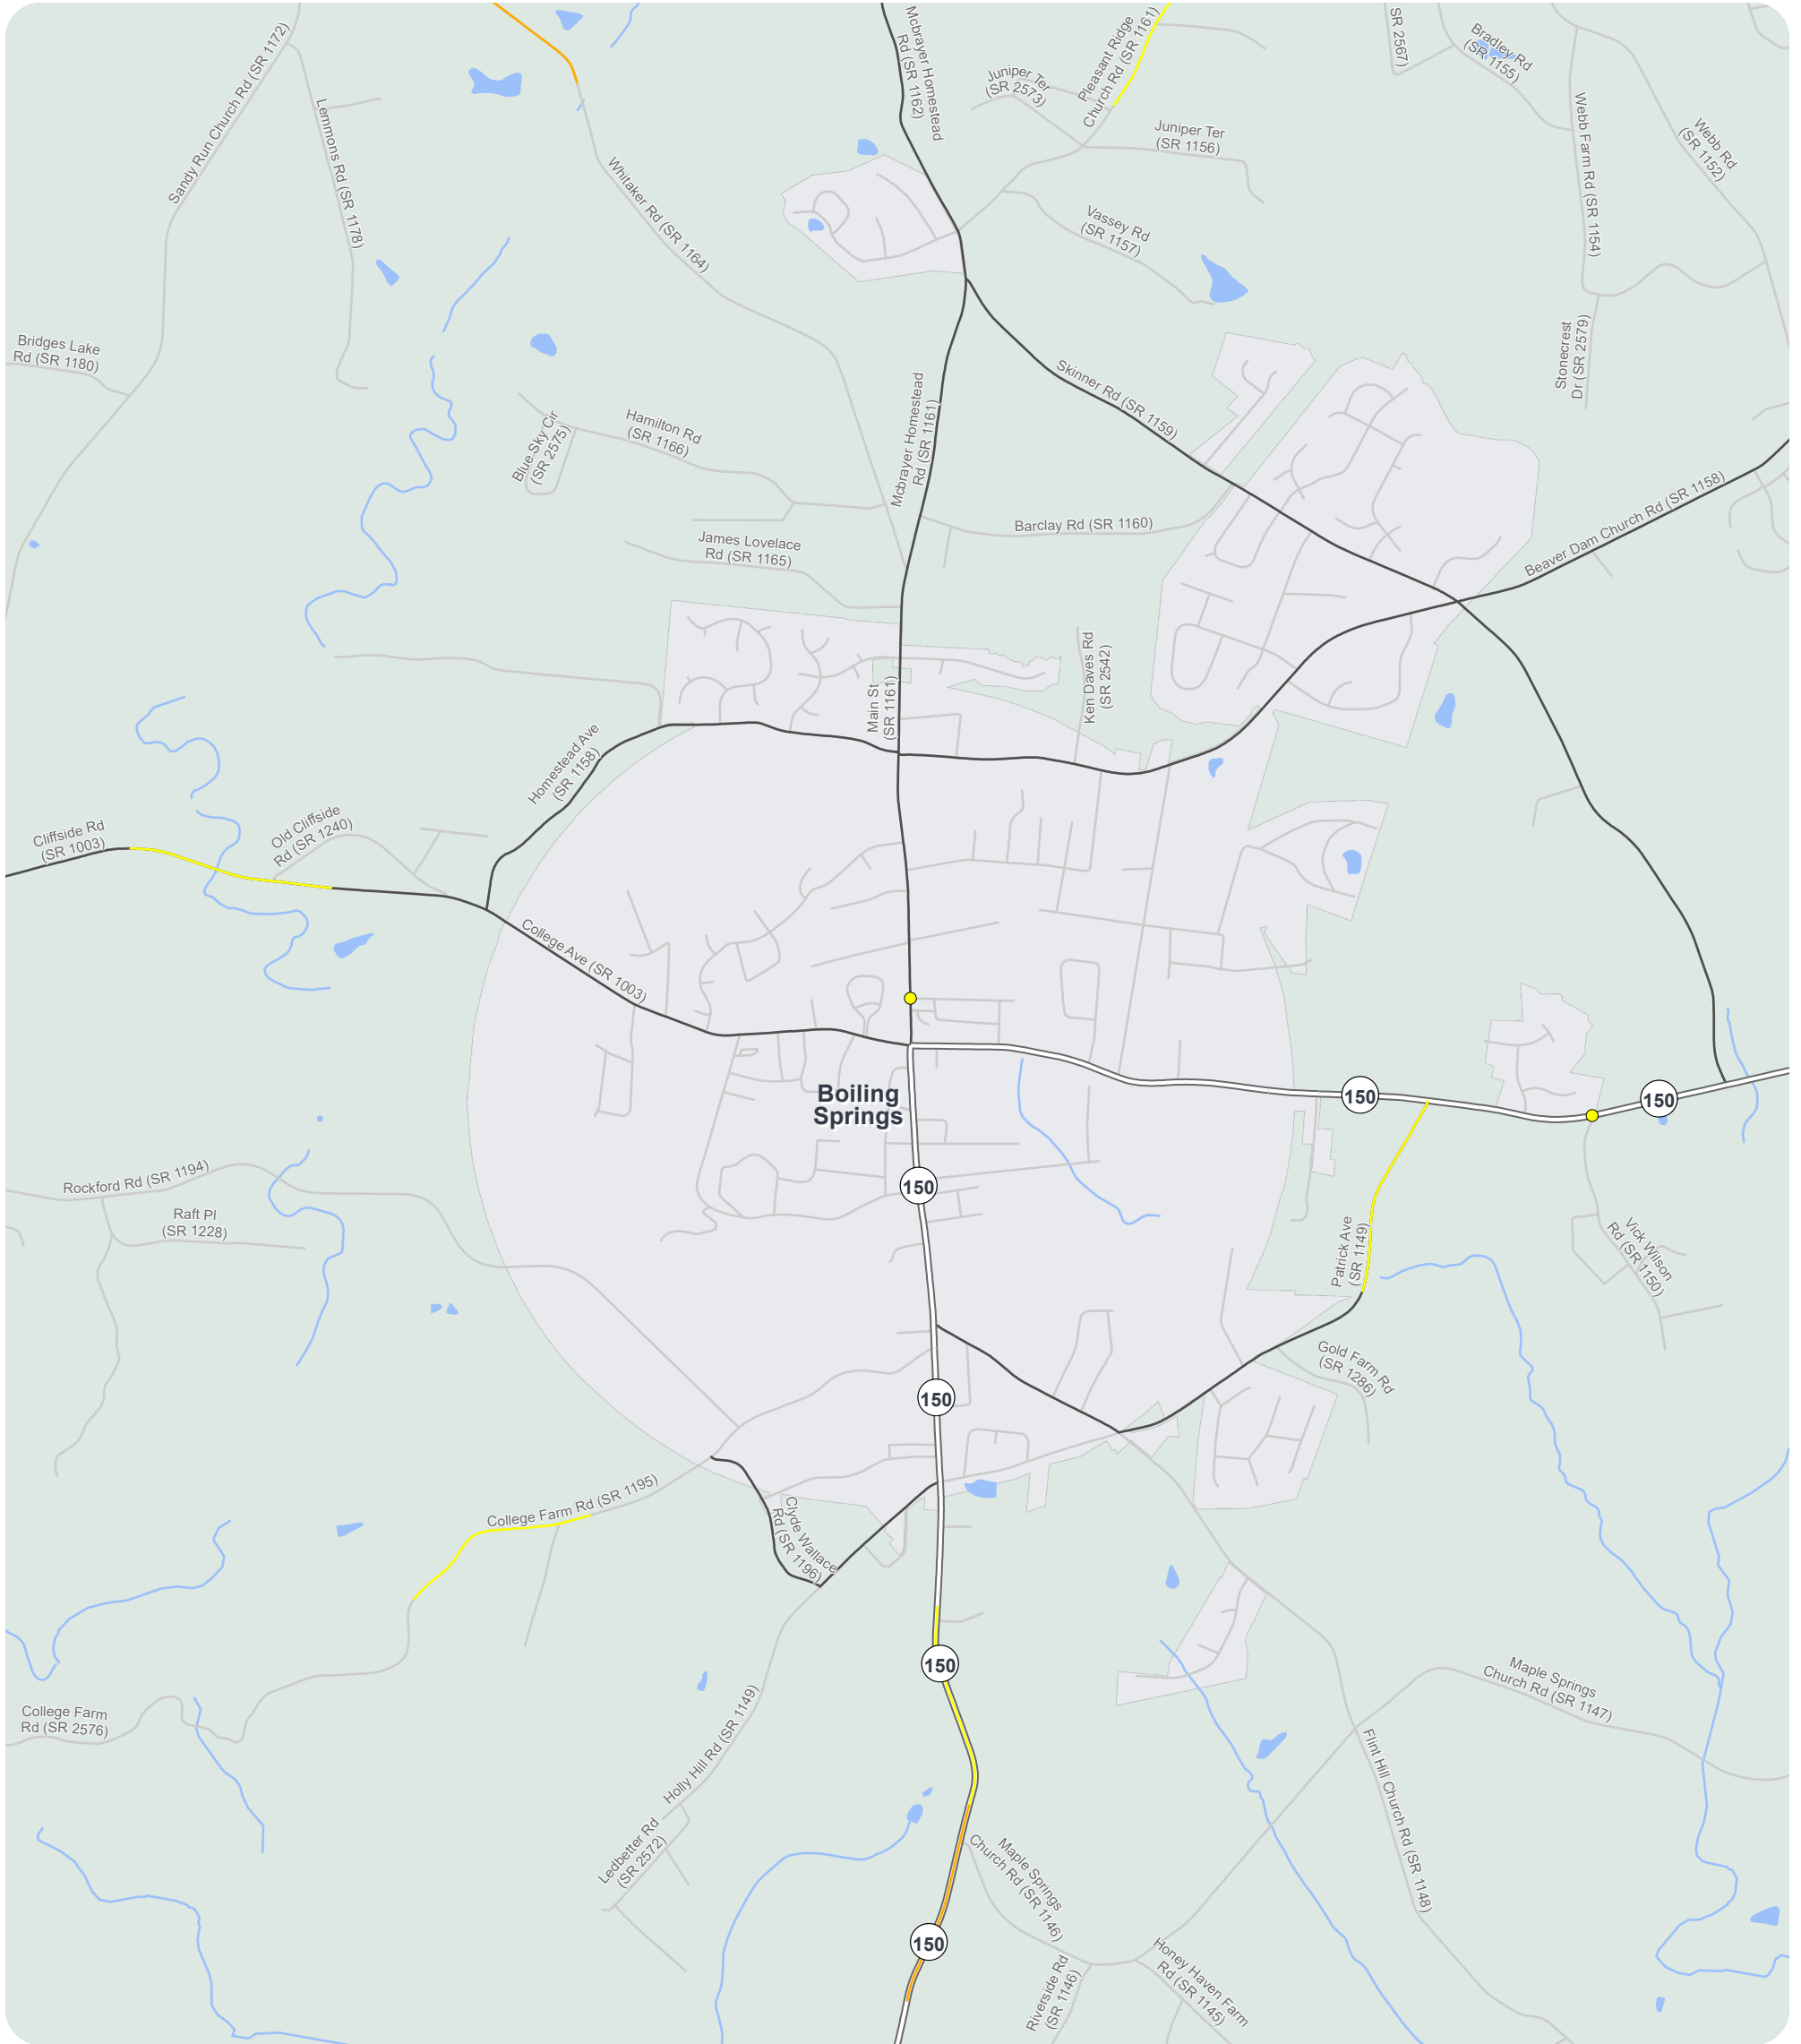 Sandy Run Church Rd (SR 1172)
Lemmons Rd (SR 1178)
Whitaker Rd (SR 1164)
Mcbrayer Homestead
Rd (SR 1162)
Juniper Ter
(SR 2573)
Pleasant Ridge
Church Rd (SR 1161)
Juniper Ter
(SR 1156)
SR 2567)
Bradley Rd
(SR 1155)
Webb Farm Rd (SR 1154)
Webb Rd
(SR 1152)
Vassey Rd
(SR 1157)
Bridges Lake
Rd (SR 1180)
Stonecrest
Dr (SR 2579)
Skinner Rd (SR 1159)
Mcbrayer Homestead
Rd (SR 1161)
Blue Sky Cir
(SR 2575)
Hamilton Rd
(SR 1166)
Barclay Rd (SR 1160)
Beaver Dam Church Rd (SR 1158)
James Lovelace
Rd (SR 1165)
Main St
(SR 1161)
Ken Daves Rd
(SR 2542)
Homestead Ave
(SR 1158)
Cliffside Rd
(SR 1003)
Old Cliffside
Rd (SR 1240)
College Ave (SR 1003)
Boiling
Springs
150
150
150
Rockford Rd (SR 1194)
Raft Pl
(SR 1228)
Patrick Ave
(SR 1149)
Vick Wilson
Rd (SR 1150)
Gold Farm Rd
(SR 1286)
150
College Farm Rd (SR 1195)
Clyde Wallace
Rd (SR 1196)
150
College Farm
Rd (SR 2576)
Holly Hill Rd (SR 1149)
Maple Springs
Church Rd (SR 1147)
Flint Hill Church Rd (SR 1148)
Ledbetter Rd
(SR 2572)
Maple Springs
Church Rd (SR 1146)
150
Riverside Rd
(SR 1146)
Honey Haven Farm
Rd (SR 1145)